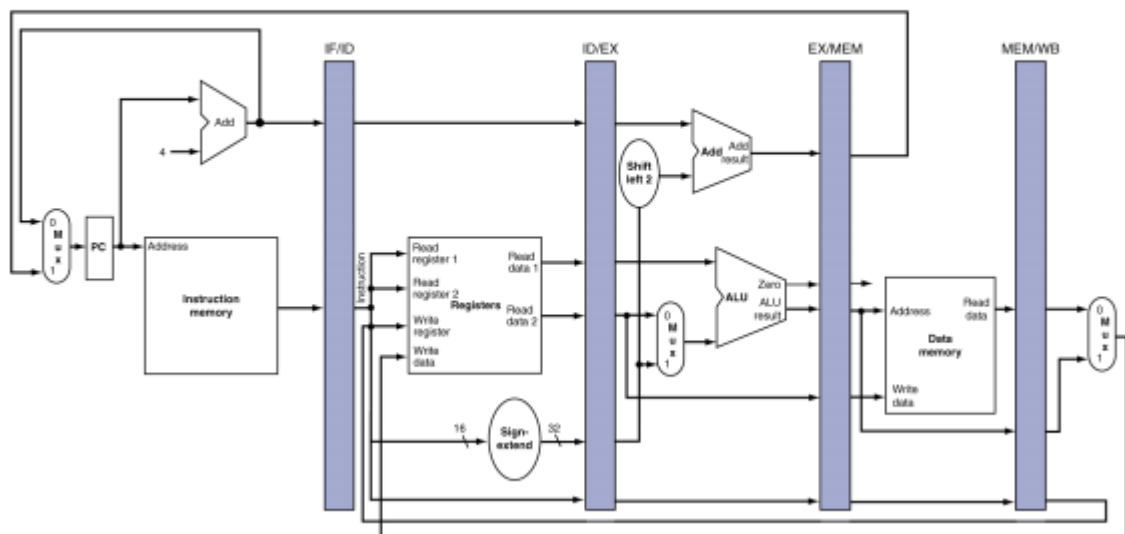 IF/ID
ID/EX
EX/MEM
MEM/WB
Add
4
Shift
left 2
Add
Add
result
0
M
u
x
1
PC
Address
Instruction
memory
Instruction
Read
register 1
Read
register 2
Registers
Write
register
Write
data
Read
data 1
Read
data 2
0
M
u
x
1
ALU
Zero
ALU
result
Address
Read
data
Data
memory
Write
data
0
M
u
x
1
16
Sign-
extend
32